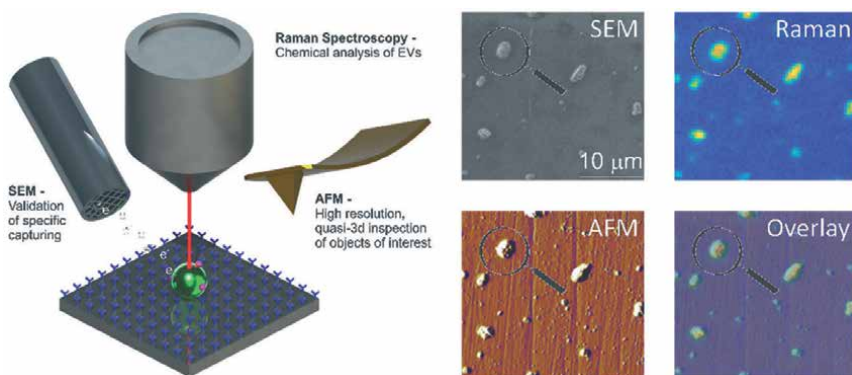 Raman Spectroscopy -
Chemical analysis of EVs
SEM -
Validation
of specific
capturing
AFM -
High resolution,
quasi-3d inspection
of objects of interest
e⁻
e⁻
SEM
10 μm
Raman
AFM
Overlay